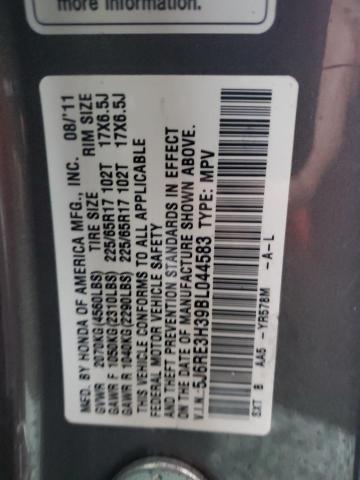 more information.
MFD. BY HONDA OF AMERICA MFG., INC. 08/'11
TIRE SIZE RIM SIZE
GVWR 2070KG(4560LBS)
GAWR F 1050KG(2310LBS) 225/65R17 102T 17X6.5J
GAWR R 1040KG(2290LBS) 225/65R17 102T 17X6.5J
THIS VEHICLE CONFORMS TO ALL APPLICABLE
FEDERAL MOTOR VEHICLE SAFETY
AND THEFT PREVENTION STANDARDS IN EFFECT
ON THE DATE OF MANUFACTURE SHOWN ABOVE.
V.I.N.:5J6RE3H39BL044583 TYPE: MPV
SXT B AA5- YR578M -A-L